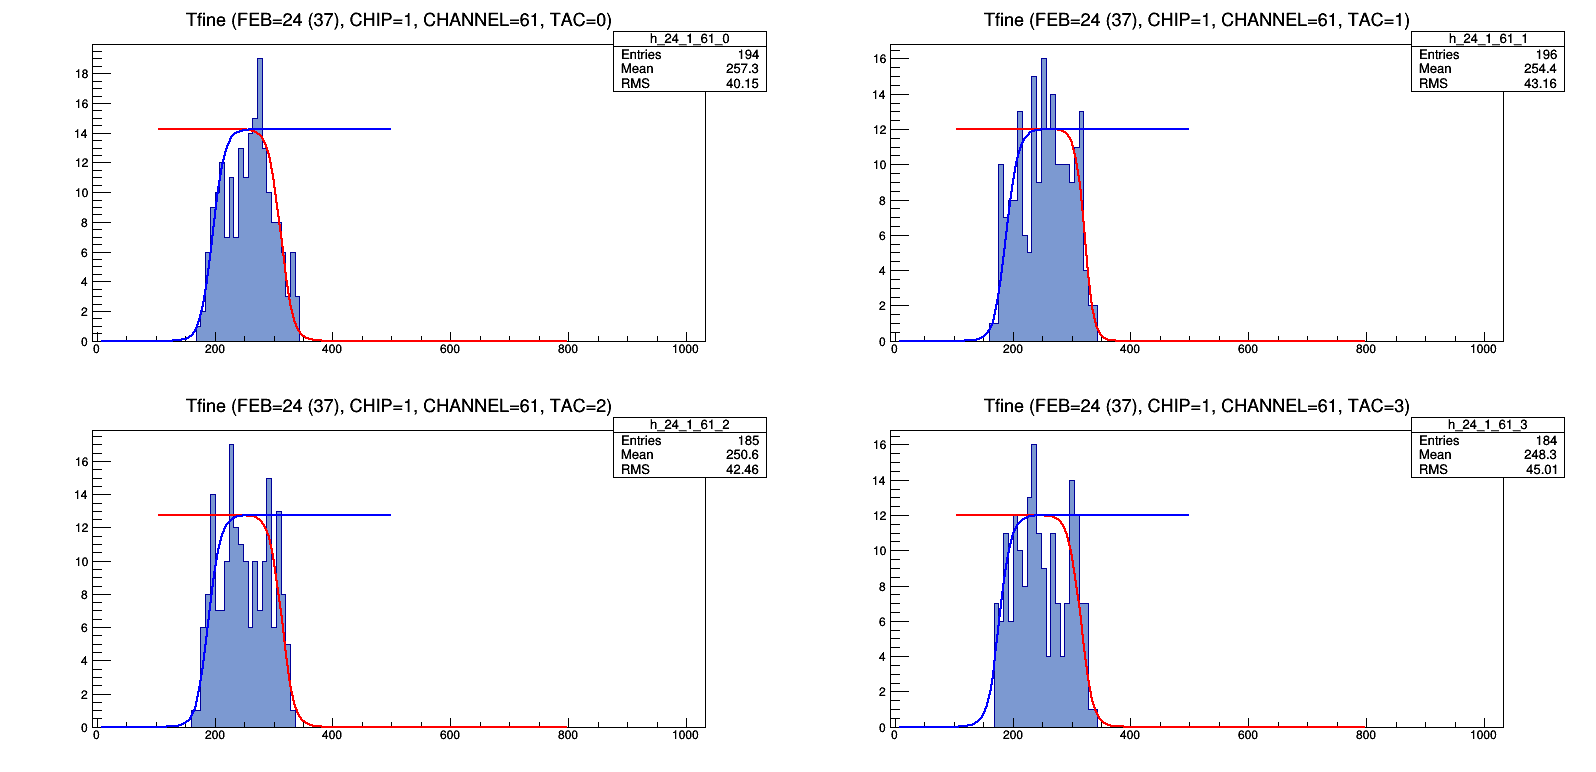 Tfine (FEB=24 (37), CHIP=1, CHANNEL=61, TAC=0)
h_24_1_61_0
Entries 194
Mean 257.3
RMS 40.15
18
16
14
12
10
8
6
4
2
0
0 200 400 600 800 1000
Tfine (FEB=24 (37), CHIP=1, CHANNEL=61, TAC=1)
h_24_1_61_1
Entries 196
Mean 254.4
RMS 43.16
16
14
12
10
8
6
4
2
0
0 200 400 600 800 1000
Tfine (FEB=24 (37), CHIP=1, CHANNEL=61, TAC=2)
h_24_1_61_2
Entries 185
Mean 250.6
RMS 42.46
16
14
12
10
8
6
4
2
0
0 200 400 600 800 1000
Tfine (FEB=24 (37), CHIP=1, CHANNEL=61, TAC=3)
h_24_1_61_3
Entries 184
Mean 248.3
RMS 45.01
16
14
12
10
8
6
4
2
0
0 200 400 600 800 1000